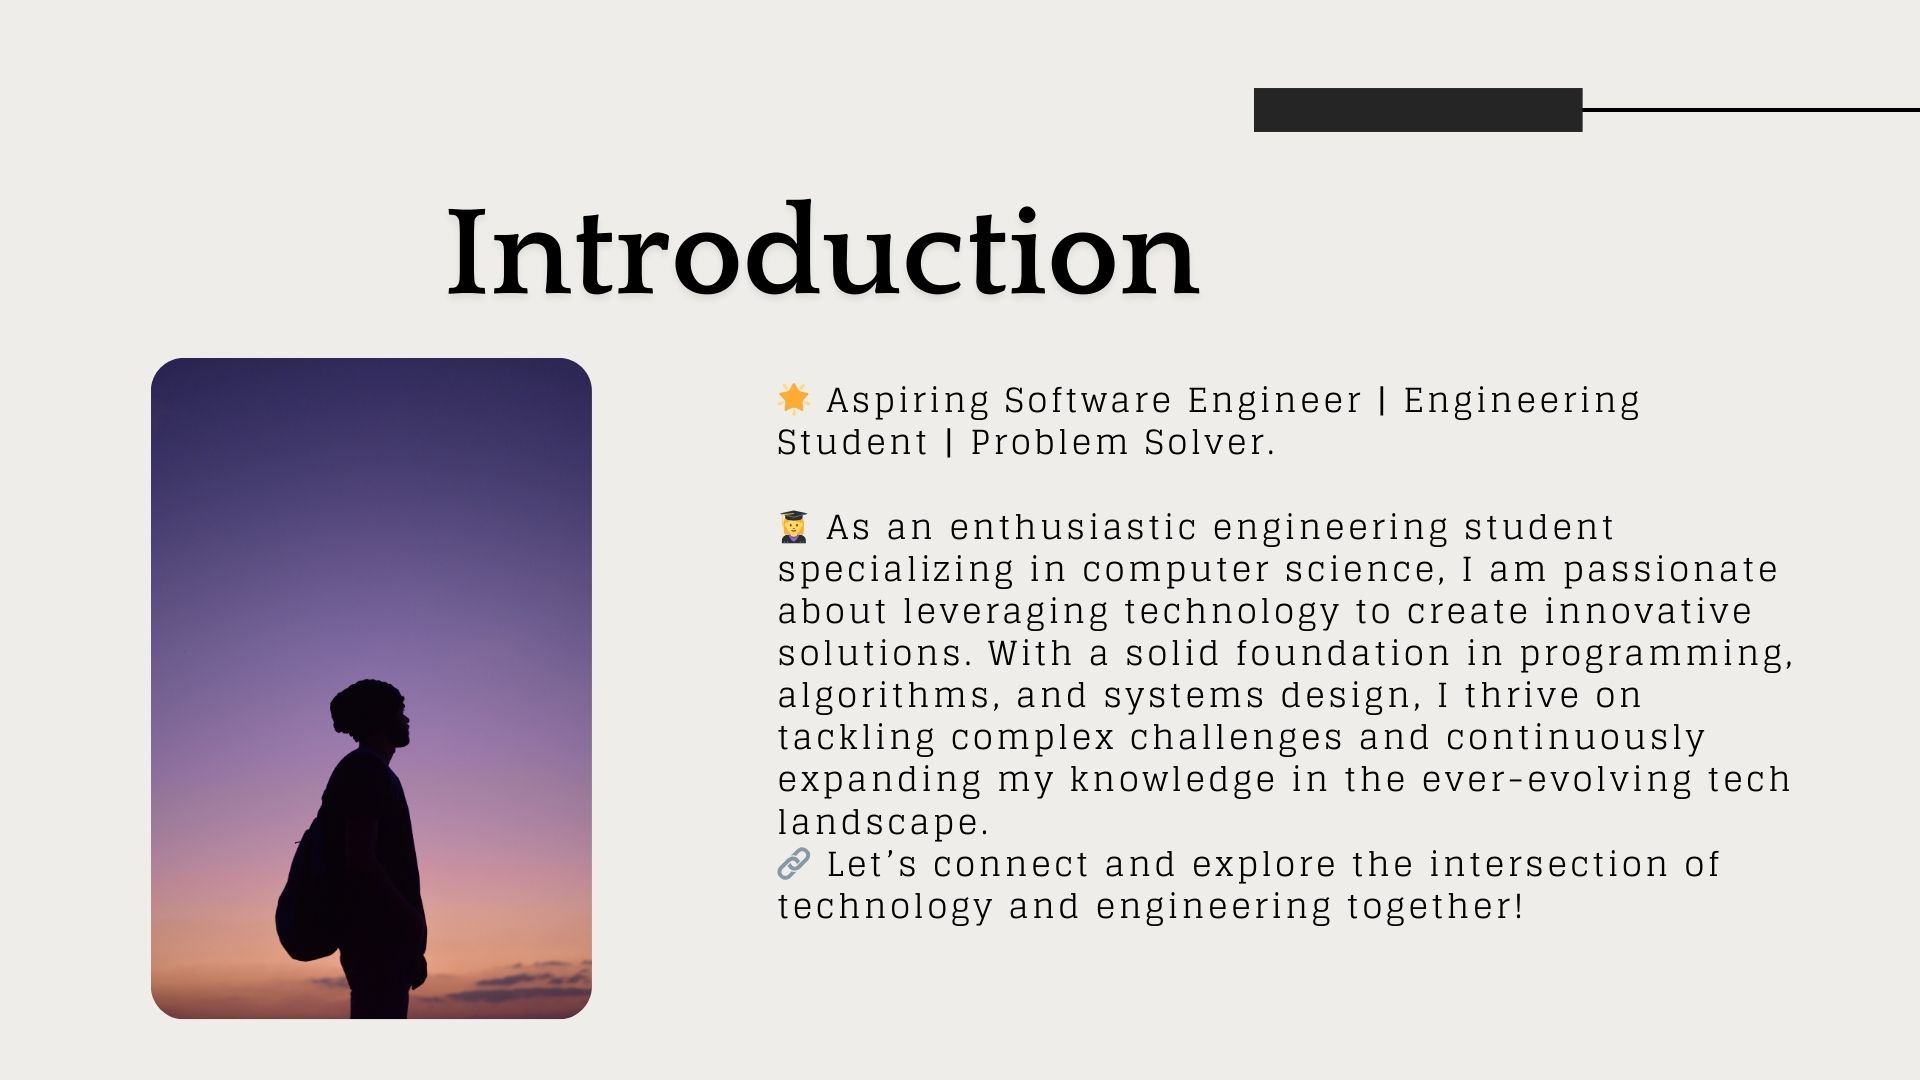 Introduction
🌟 Aspiring Software Engineer | Engineering
Student | Problem Solver.
👩‍🎓 As an enthusiastic engineering student
specializing in computer science, I am passionate
about leveraging technology to create innovative
solutions. With a solid foundation in programming,
algorithms, and systems design, I thrive on
tackling complex challenges and continuously
expanding my knowledge in the ever-evolving tech
landscape.
🔗 Let’s connect and explore the intersection of
technology and engineering together!